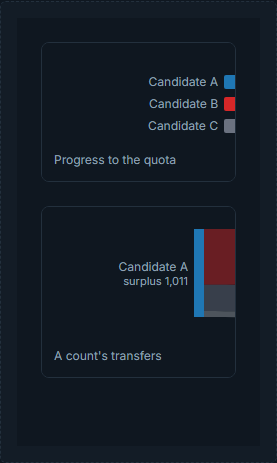 Candidate A
Candidate B
Candidate C
Progress to the quota
Candidate A
surplus 1,011
A count's transfers